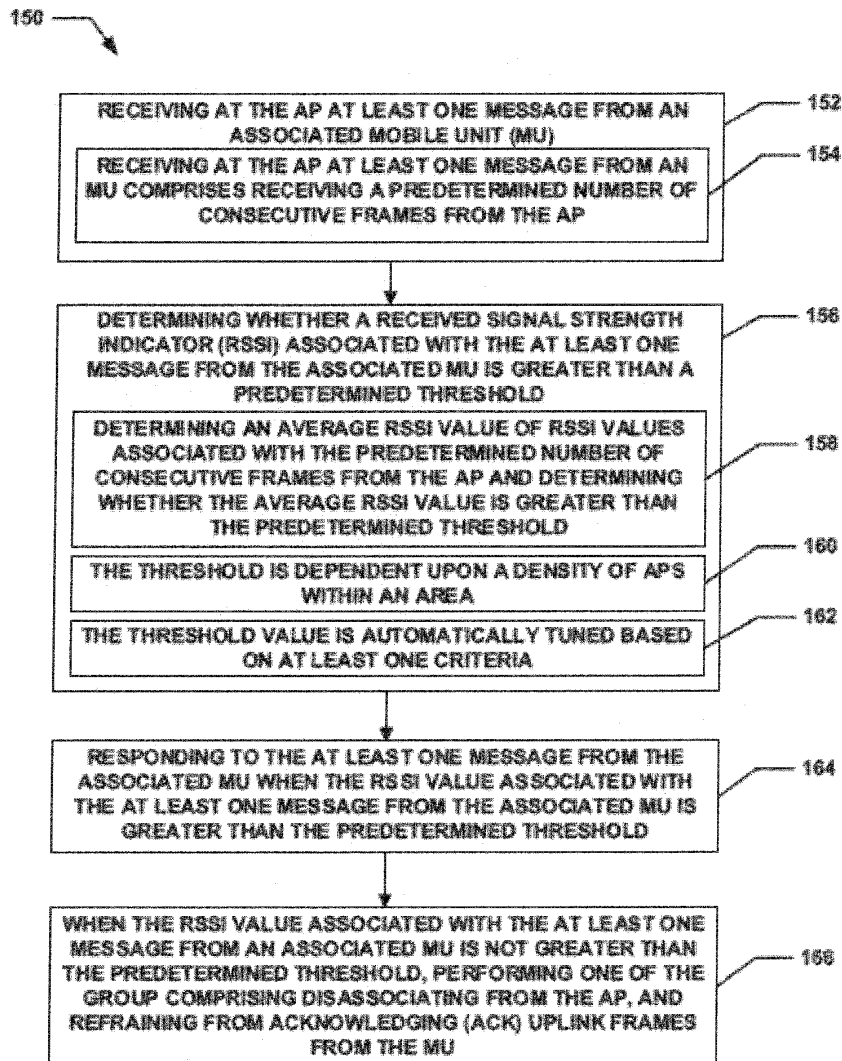 150
RECEIVING AT THE AP AT LEAST ONE MESSAGE FROM AN
ASSOCIATED MOBILE UNIT (MU)
152
RECEIVING AT THE AP AT LEAST ONE MESSAGE FROM AN
MU COMPRISES RECEIVING A PREDETERMINED NUMBER OF
CONSECUTIVE FRAMES FROM THE AP
154
DETERMINING WHETHER A RECEIVED SIGNAL STRENGTH
INDICATOR (RSSI) ASSOCIATED WITH THE AT LEAST ONE
MESSAGE FROM THE ASSOCIATED MU IS GREATER THAN A
PREDETERMINED THRESHOLD
156
DETERMINING AN AVERAGE RSSI VALUE OF RSSI VALUES
ASSOCIATED WITH THE PREDETERMINED NUMBER OF
CONSECUTIVE FRAMES FROM THE AP AND DETERMINING
WHETHER THE AVERAGE RSSI VALUE IS GREATER THAN
THE PREDETERMINED THRESHOLD
158
THE THRESHOLD IS DEPENDENT UPON A DENSITY OF APS
WITHIN AN AREA
160
THE THRESHOLD VALUE IS AUTOMATICALLY TUNED BASED
ON AT LEAST ONE CRITERIA
162
RESPONDING TO THE AT LEAST ONE MESSAGE FROM THE
ASSOCIATED MU WHEN THE RSSI VALUE ASSOCIATED WITH
THE AT LEAST ONE MESSAGE FROM THE ASSOCIATED MU IS
GREATER THAN THE PREDETERMINED THRESHOLD
164
WHEN THE RSSI VALUE ASSOCIATED WITH THE AT LEAST ONE
MESSAGE FROM AN ASSOCIATED MU IS NOT GREATER THAN
THE PREDETERMINED THRESHOLD, PERFORMING ONE OF THE
GROUP COMPRISING DISASSOCIATING FROM THE AP, AND
REFRAINING FROM ACKNOWLEDGING (ACK) UPLINK FRAMES
FROM THE MU
166